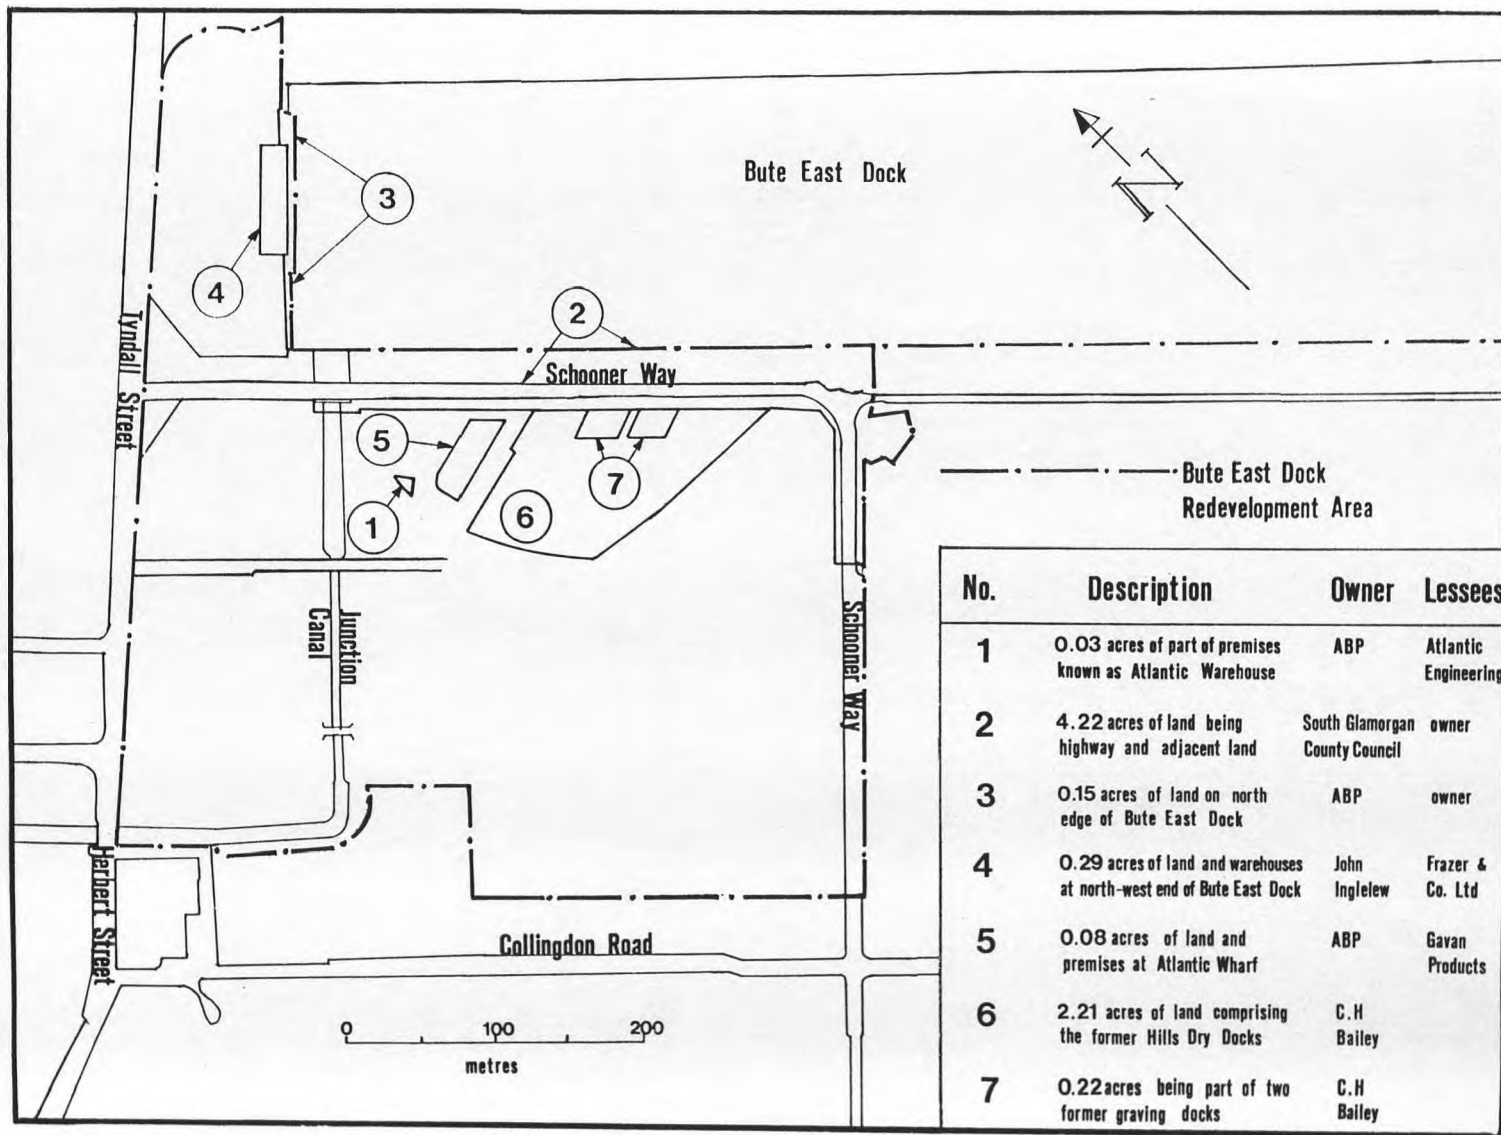 Bute East Dock
N
3
4
2
Tyndall Street
Schooner Way
5
7
1
6
Bute East Dock
Redevelopment Area
Junction
Canal
Schooner Way
Herbert Street
Collingdon Road
0 100 200
metres
No. Description Owner Lessees
1 0.03 acres of part of premises ABP Atlantic
known as Atlantic Warehouse Engineering
2 4.22 acres of land being South Glamorgan owner
highway and adjacent land County Council
3 0.15 acres of land on north ABP owner
edge of Bute East Dock
4 0.29 acres of land and warehouses John Frazer &
at north-west end of Bute East Dock Inglelew Co. Ltd
5 0.08 acres of land and ABP Gavan
premises at Atlantic Wharf Products
6 2.21 acres of land comprising C.H
the former Hills Dry Docks Bailey
7 0.22acres being part of two C.H
former graving docks Bailey